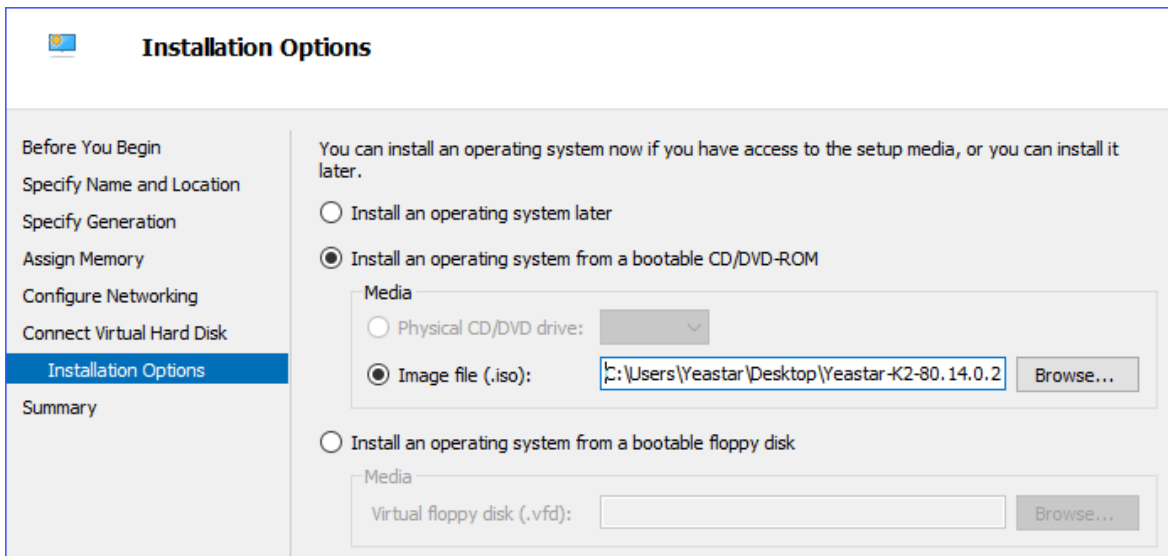 Installation Options
Before You Begin
Specify Name and Location
Specify Generation
Assign Memory
Configure Networking
Connect Virtual Hard Disk
Installation Options
Summary
You can install an operating system now if you have access to the setup media, or you can install it
later.
Install an operating system later
Install an operating system from a bootable CD/DVD-ROM
Media
Physical CD/DVD drive:
Image file (.iso):
C:\Users\Yeastar\Desktop\Yeastar-K2-80.14.0.2
Browse...
Install an operating system from a bootable floppy disk
Media
Virtual floppy disk (.vfd):
Browse...